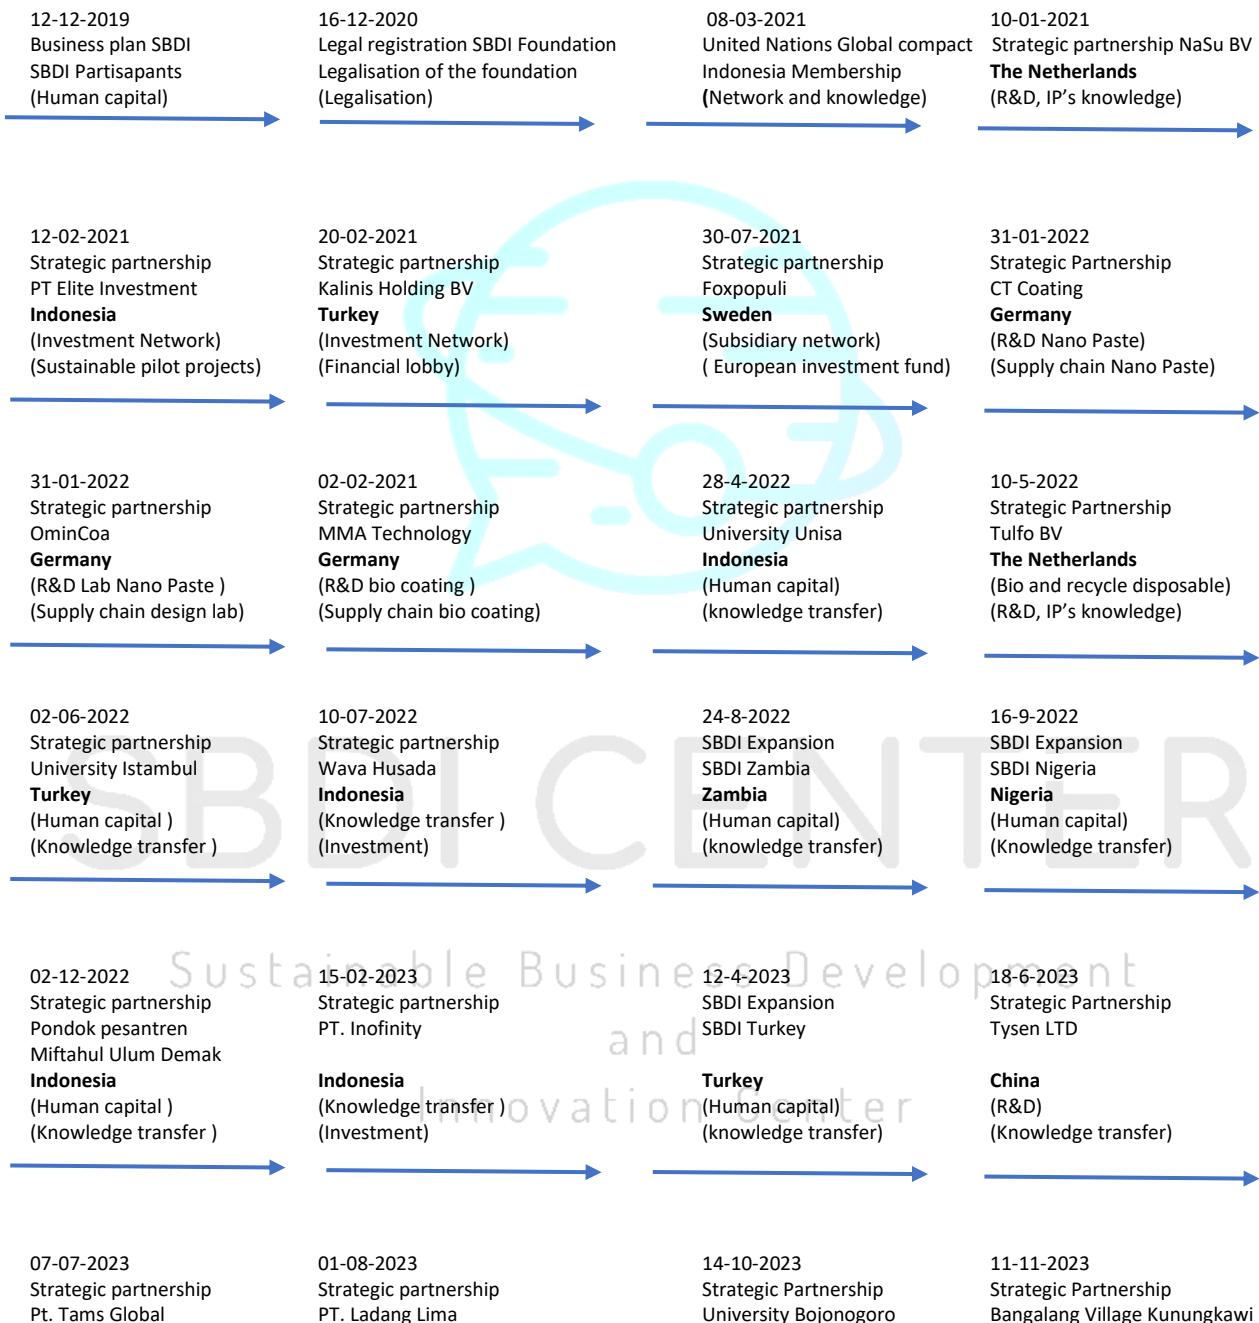 12-12-2019
Business plan SBDI
SBDI Partisapants
(Human capital)
16-12-2020
Legal registration SBDI Foundation
Legalisation of the foundation
(Legalisation)
08-03-2021
United Nations Global compact
Indonesia Membership
(Network and knowledge)
10-01-2021
Strategic partnership NaSu BV
The Netherlands
(R&D, IP's knowledge)
12-02-2021
Strategic partnership
PT Elite Investment
Indonesia
(Investment Network)
(Sustainable pilot projects)
20-02-2021
Strategic partnership
Kalinis Holding BV
Turkey
(Investment Network)
(Financial lobby)
30-07-2021
Strategic partnership
Foxpopuli
Sweden
(Subsidiary network)
( European investment fund)
31-01-2022
Strategic Partnership
CT Coating
Germany
(R&D Nano Paste)
(Supply chain Nano Paste)
31-01-2022
Strategic partnership
OminCoa
Germany
(R&D Lab Nano Paste )
(Supply chain design lab)
02-02-2021
Strategic partnership
MMA Technology
Germany
(R&D bio coating )
(Supply chain bio coating)
28-4-2022
Strategic partnership
University Unisa
Indonesia
(Human capital)
(knowledge transfer)
10-5-2022
Strategic Partnership
Tulfo BV
The Netherlands
(Bio and recycle disposable)
(R&D, IP's knowledge)
02-06-2022
Strategic partnership
University Istambul
Turkey
(Human capital )
(Knowledge transfer )
10-07-2022
Strategic partnership
Wava Husada
Indonesia
(Knowledge transfer )
(Investment)
24-8-2022
SBDI Expansion
SBDI Zambia
Zambia
(Human capital)
(knowledge transfer)
16-9-2022
SBDI Expansion
SBDI Nigeria
Nigeria
(Human capital)
(Knowledge transfer)
SBDI CENTER
Sustainable Business Development
and
Innovation Center
02-12-2022
Strategic partnership
Pondok pesantren
Miftahul Ulum Demak
Indonesia
(Human capital )
(Knowledge transfer )
15-02-2023
Strategic partnership
PT. Inofinity
Indonesia
(Knowledge transfer )
(Investment)
12-4-2023
SBDI Expansion
SBDI Turkey
Turkey
(Human capital)
(knowledge transfer)
18-6-2023
Strategic Partnership
Tysen LTD
China
(R&D)
(Knowledge transfer)
07-07-2023
Strategic partnership
Pt. Tams Global
01-08-2023
Strategic partnership
PT. Ladang Lima
14-10-2023
Strategic Partnership
University Bojonogoro
11-11-2023
Strategic Partnership
Bangalang Village Kunungkawi